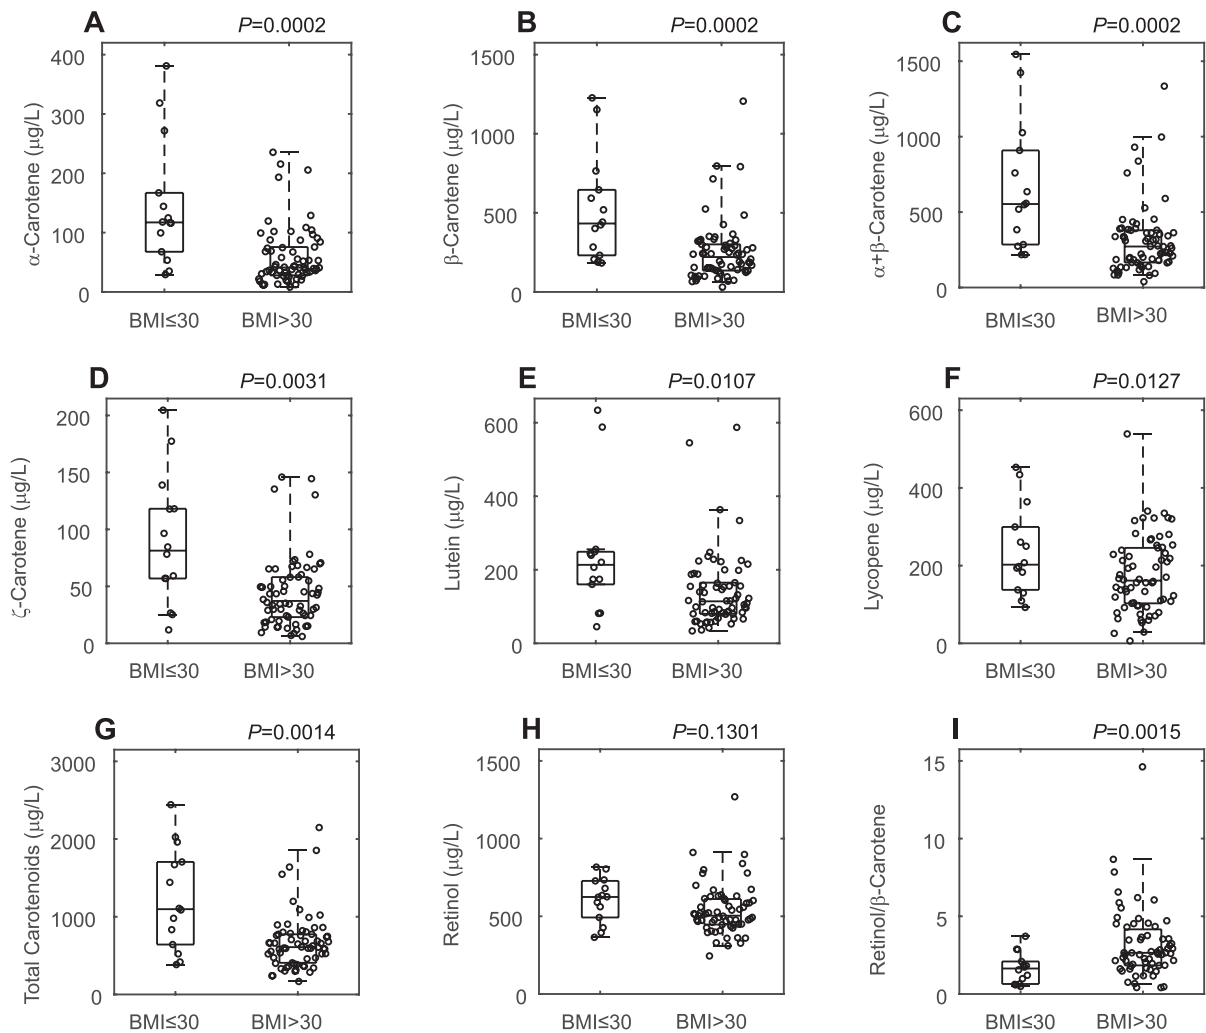 A P=0.0002
400
300
200
100
0
α-Carotene (μg/L)
BMI≤30 BMI>30
B P=0.0002
1500
1000
500
0
β-Carotene (μg/L)
BMI≤30 BMI>30
C P=0.0002
1500
1000
500
0
α+β-Carotene (μg/L)
BMI≤30 BMI>30
D P=0.0031
200
150
100
50
0
ζ-Carotene (μg/L)
BMI≤30 BMI>30
E P=0.0107
600
400
200
0
Lutein (μg/L)
BMI≤30 BMI>30
F P=0.0127
600
400
200
0
Lycopene (μg/L)
BMI≤30 BMI>30
G P=0.0014
3000
2000
1000
0
Total Carotenoids (μg/L)
BMI≤30 BMI>30
H P=0.1301
1500
1000
500
0
Retinol (μg/L)
BMI≤30 BMI>30
I P=0.0015
15
10
5
0
Retinol/β-Carotene
BMI≤30 BMI>30